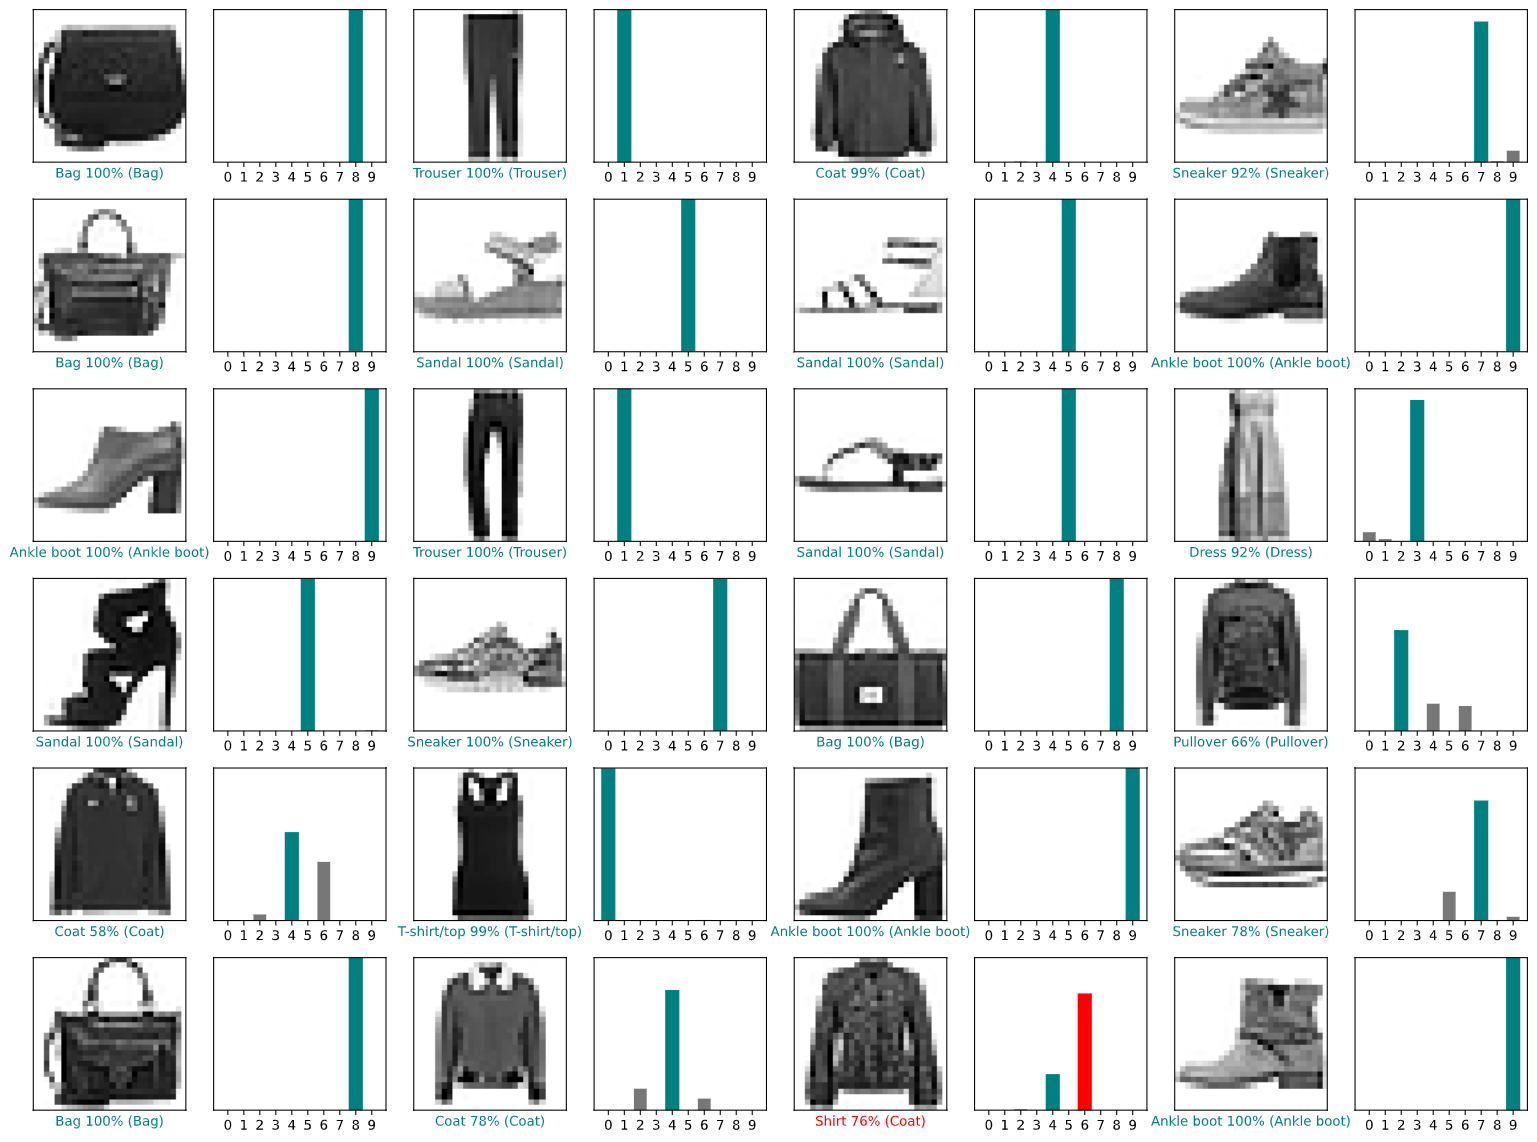 0 1 2 3 4 5 6 7 8 9 0 1 2 3 4 5 6 7 8 9 0 1 2 3 4 5 6 7 8 9 0 1 2 3 4 5 6 7 8 9
Bag 100% (Bag) Trouser 100% (Trouser) Coat 99% (Coat) Sneaker 92% (Sneaker)
0 1 2 3 4 5 6 7 8 9 0 1 2 3 4 5 6 7 8 9 0 1 2 3 4 5 6 7 8 9 0 1 2 3 4 5 6 7 8 9
Bag 100% (Bag) Sandal 100% (Sandal) Sandal 100% (Sandal) Ankle boot 100% (Ankle boot)
0 1 2 3 4 5 6 7 8 9 0 1 2 3 4 5 6 7 8 9 0 1 2 3 4 5 6 7 8 9 0 1 2 3 4 5 6 7 8 9
Ankle boot 100% (Ankle boot) Trouser 100% (Trouser) Sandal 100% (Sandal) Dress 92% (Dress)
0 1 2 3 4 5 6 7 8 9 0 1 2 3 4 5 6 7 8 9 0 1 2 3 4 5 6 7 8 9 0 1 2 3 4 5 6 7 8 9
Sandal 100% (Sandal) Sneaker 100% (Sneaker) Bag 100% (Bag) Pullover 66% (Pullover)
0 1 2 3 4 5 6 7 8 9 0 1 2 3 4 5 6 7 8 9 0 1 2 3 4 5 6 7 8 9 0 1 2 3 4 5 6 7 8 9
Coat 58% (Coat) T-shirt/top 99% (T-shirt/top) Ankle boot 100% (Ankle boot) Sneaker 78% (Sneaker)
0 1 2 3 4 5 6 7 8 9 0 1 2 3 4 5 6 7 8 9 0 1 2 3 4 5 6 7 8 9 0 1 2 3 4 5 6 7 8 9
Bag 100% (Bag) Coat 78% (Coat) Shirt 76% (Coat) Ankle boot 100% (Ankle boot)